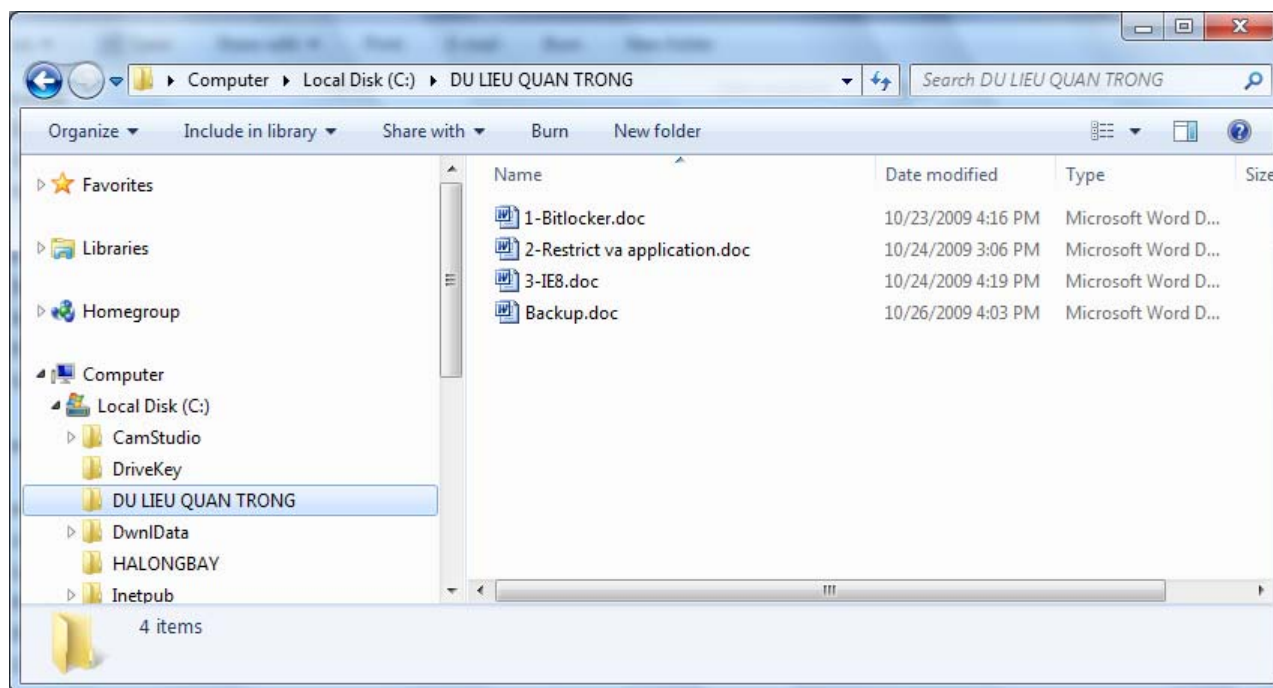 Computer Local Disk (C:) DU LIEU QUAN TRONG Search DU LIEU QUAN TRONG
Organize Include in library Share with Burn New folder
Favorites
Libraries
Homegroup
Computer
Local Disk (C:)
CamStudio
DriveKey
DU LIEU QUAN TRONG
DwnlData
HALONGBAY
Inetpub
Name Date modified Type Size
1-Bitlocker.doc 10/23/2009 4:16 PM Microsoft Word D...
2-Restrict va application.doc 10/24/2009 3:06 PM Microsoft Word D...
3-IE8.doc 10/24/2009 4:19 PM Microsoft Word D...
Backup.doc 10/26/2009 4:03 PM Microsoft Word D...
4 items